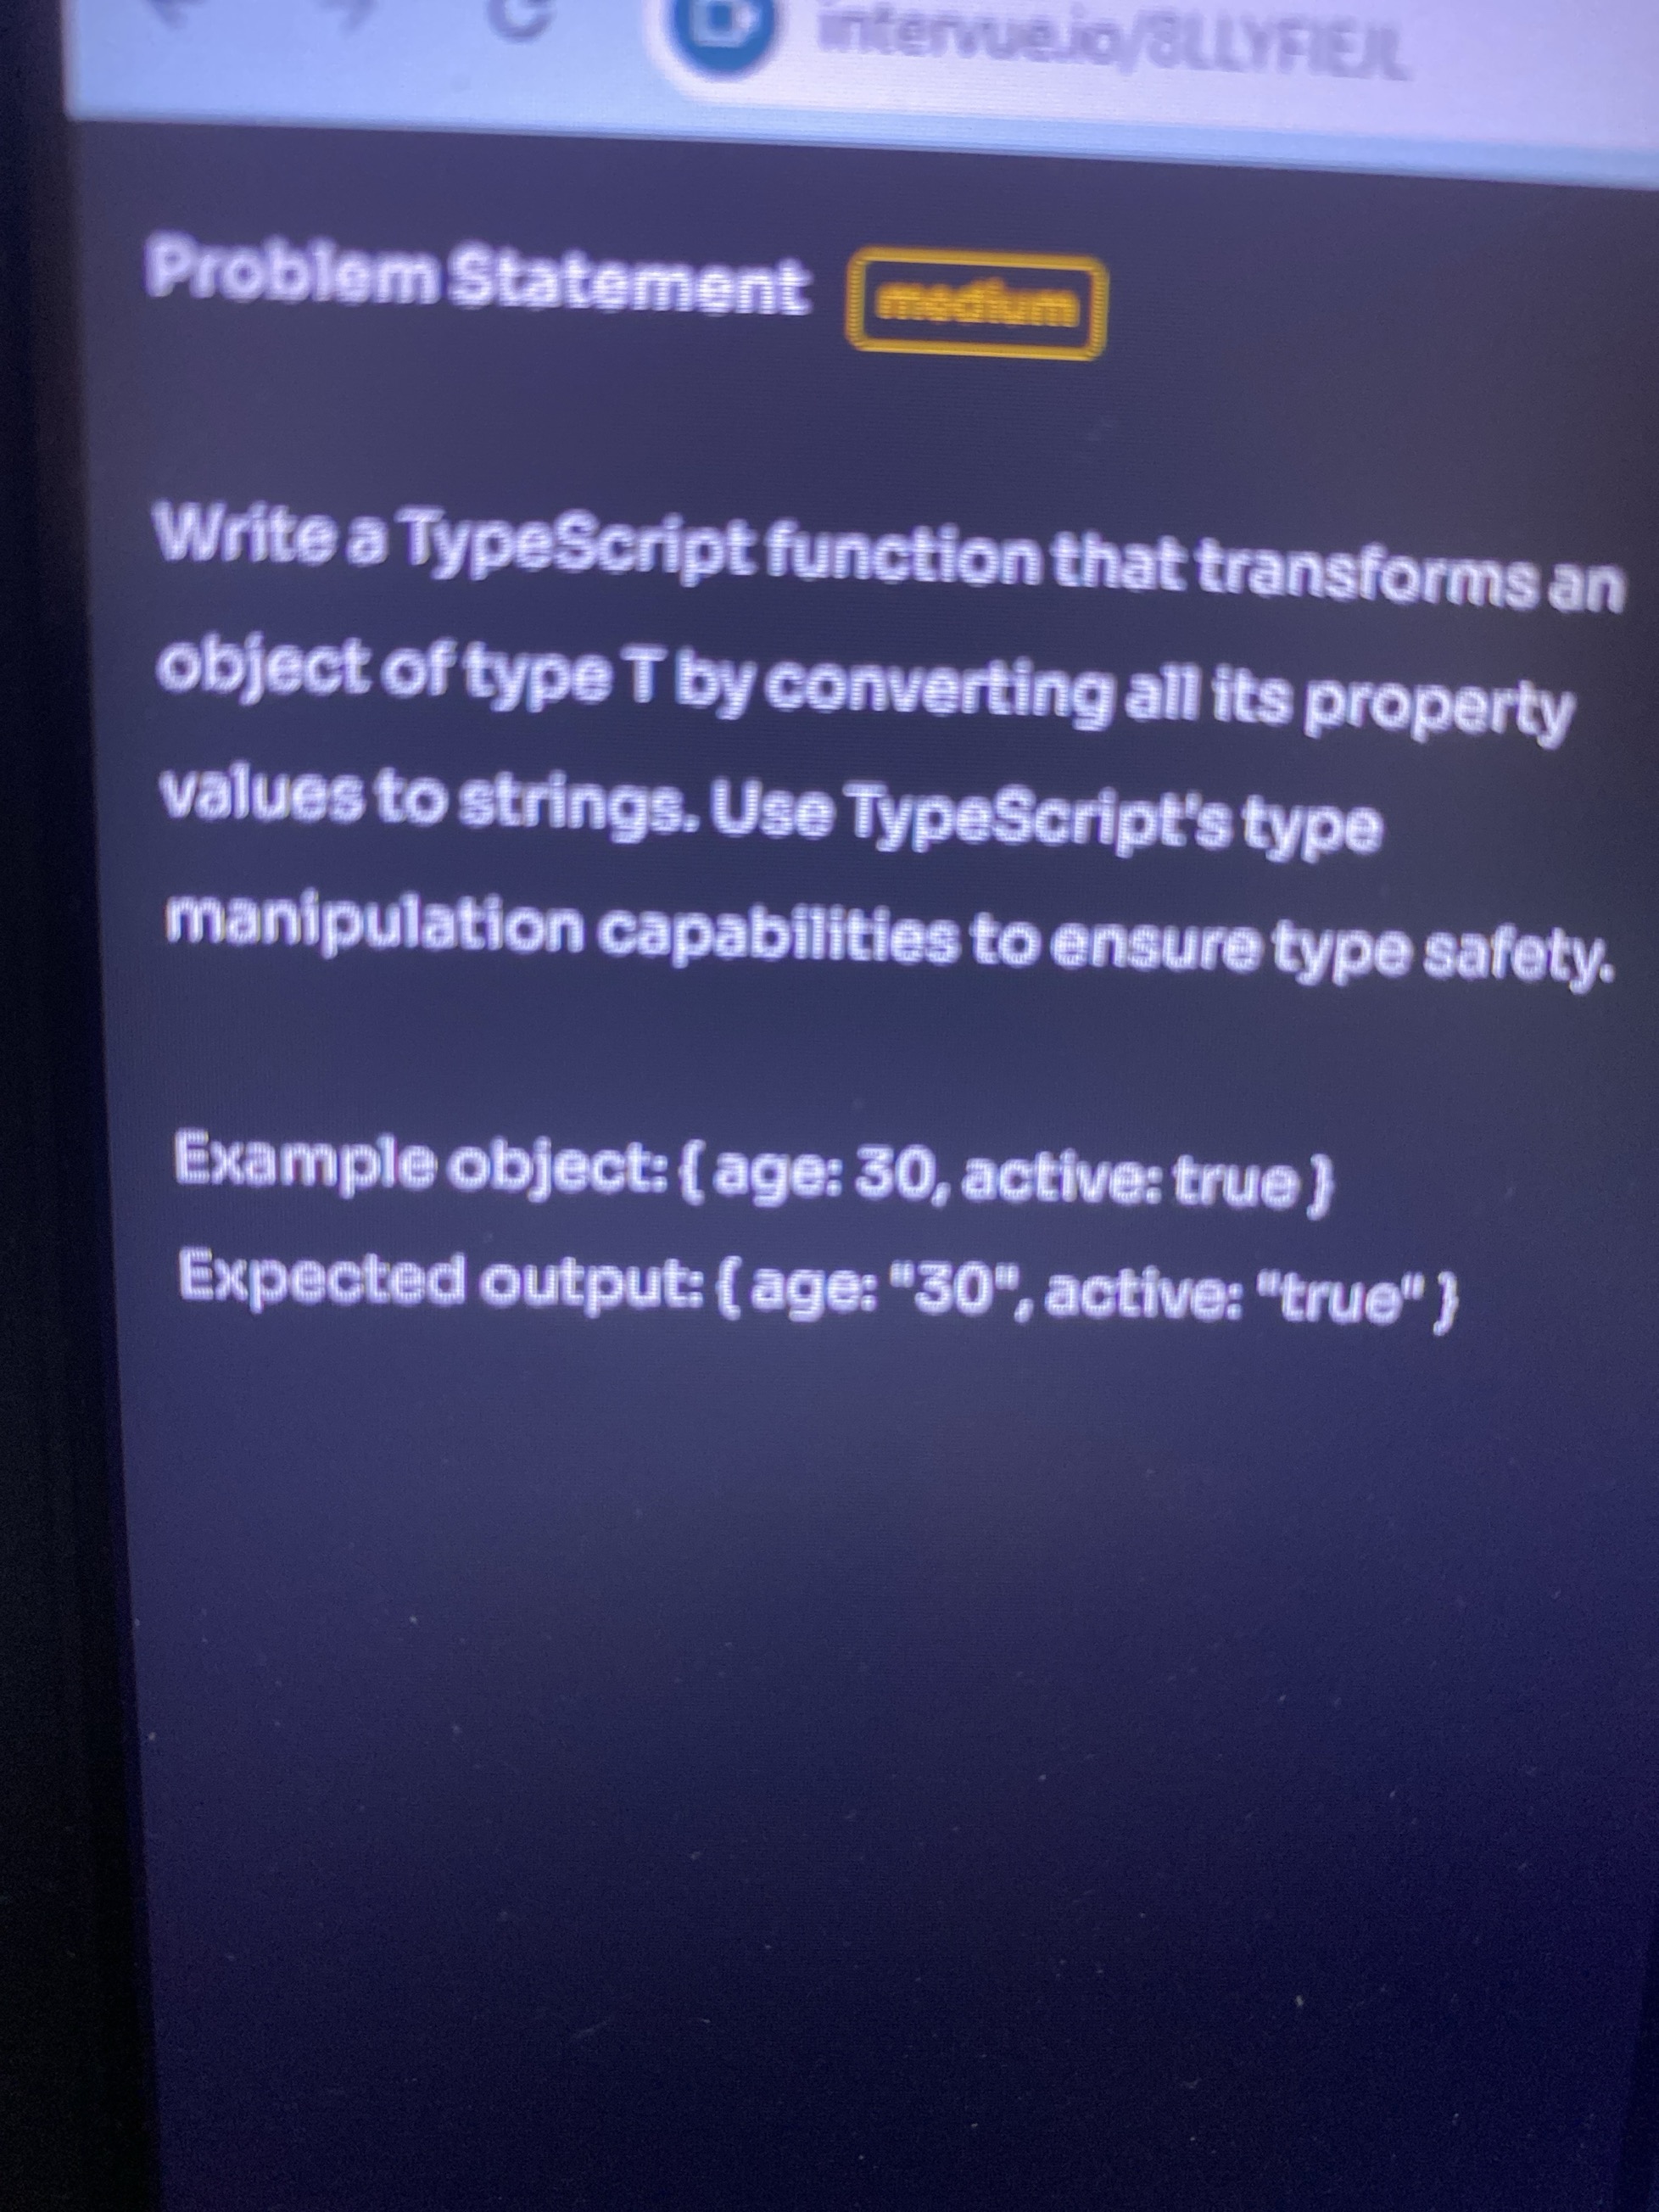 intervue.io/8LLYFIEJL
Problem Statement medium
Write a TypeScript function that transforms an
object of type T by converting all its property
values to strings. Use TypeScript's type
manipulation capabilities to ensure type safety.
Example object: { age: 30, active: true }
Expected output: { age: "30", active: "true" }